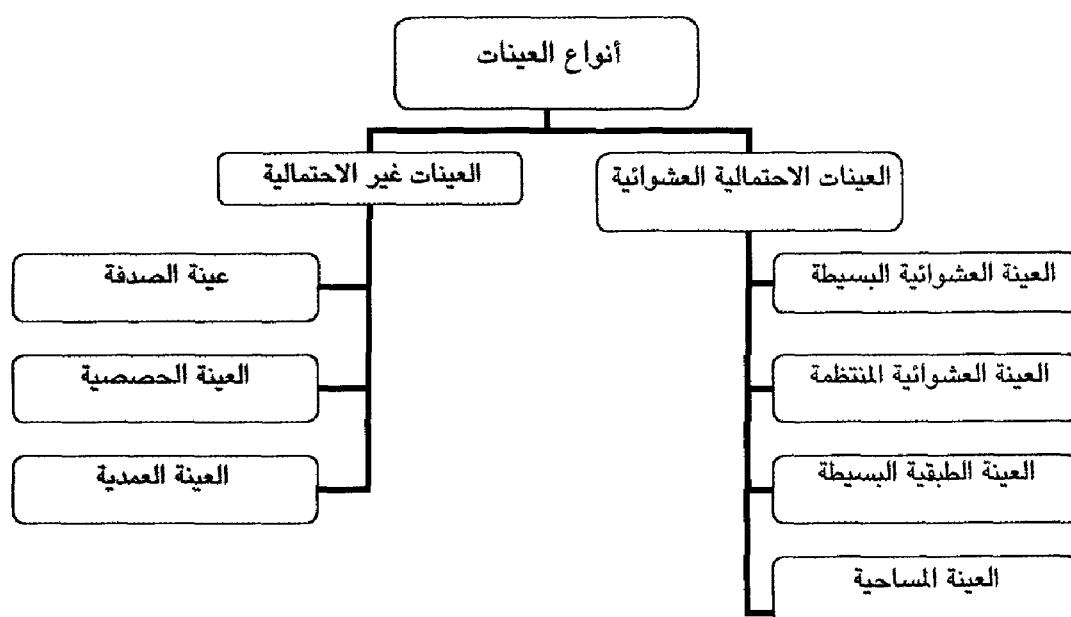 أنواع العينات
العينات الاحتمالية العشوائية
العينة العشوائية البسيطة
العينة العشوائية المنتظمة
العينة الطبقية البسيطة
العينة المساحية
العينات غير الاحتمالية
عينة الصدفة
العينة الحصصية
العينة العمدية